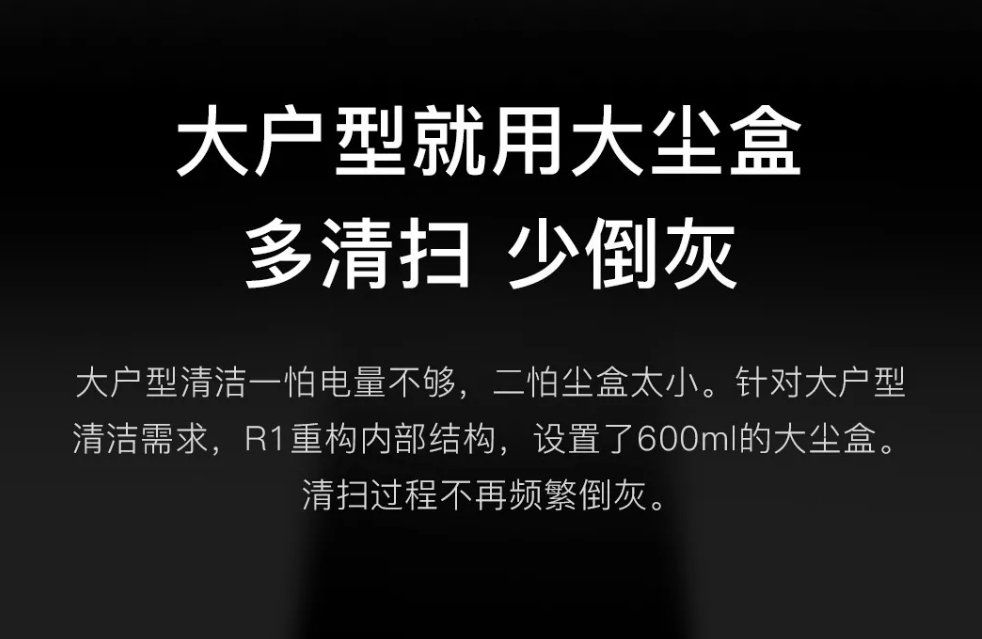 大户型就用大尘盒
多清扫 少倒灰
大户型清洁一怕电量不够，二怕尘盒太小。针对大户型
清洁需求，R1重构内部结构，设置了600ml的大尘盒。
清扫过程不再频繁倒灰。